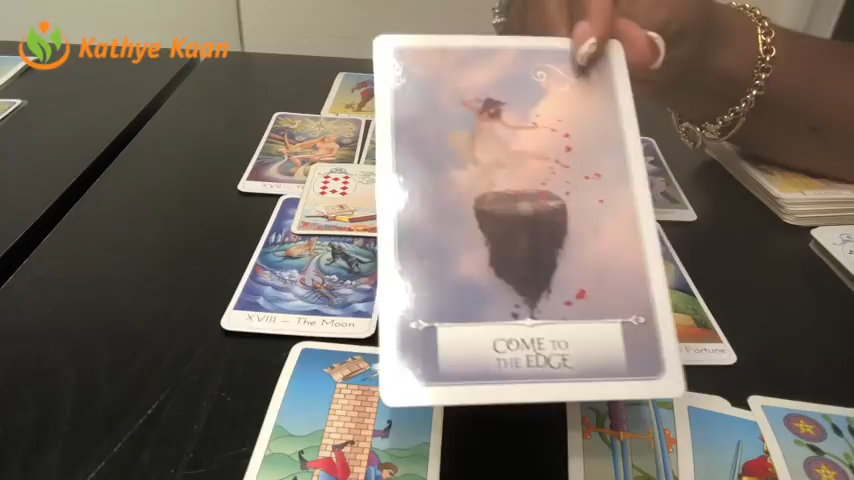 Kathye Kaan
XVII
XVIII — The Moon
COME TO
THE EDGE
Fortune